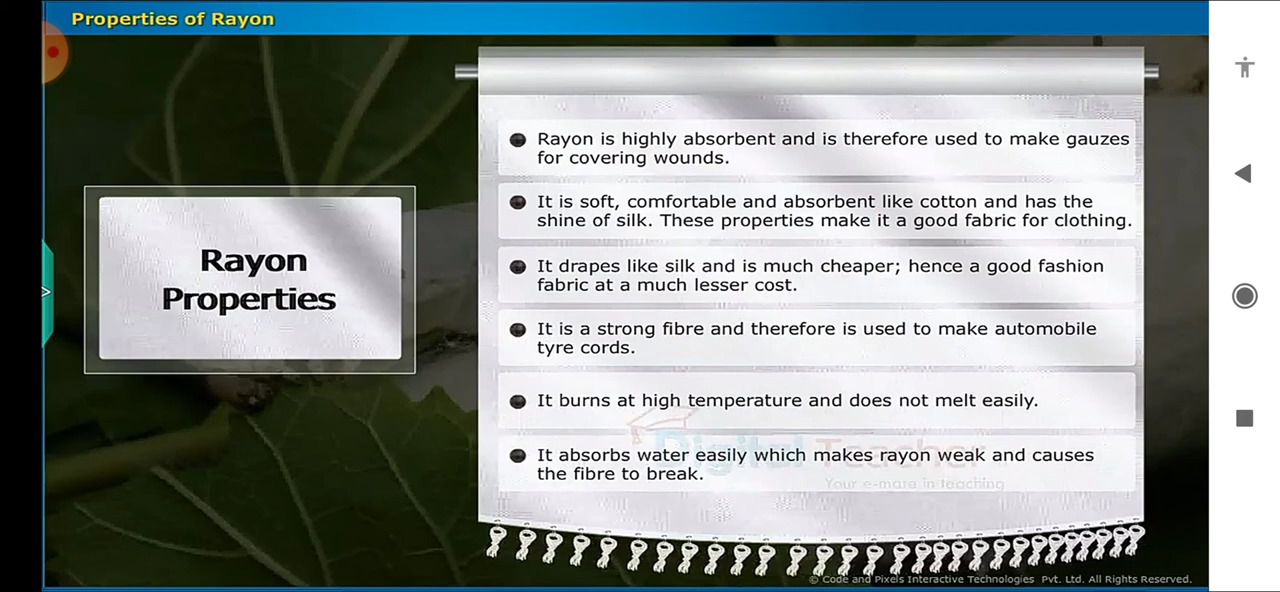 Properties of Rayon
Rayon
Properties
Rayon is highly absorbent and is therefore used to make gauzes
for covering wounds.
It is soft, comfortable and absorbent like cotton and has the
shine of silk. These properties make it a good fabric for clothing.
It drapes like silk and is much cheaper; hence a good fashion
fabric at a much lesser cost.
It is a strong fibre and therefore is used to make automobile
tyre cords.
It burns at high temperature and does not melt easily.
It absorbs water easily which makes rayon weak and causes
the fibre to break.
Digital Teacher
Your e-mate in teaching
© Code and Pixels Interactive Technologies Pvt. Ltd. All Rights Reserved.